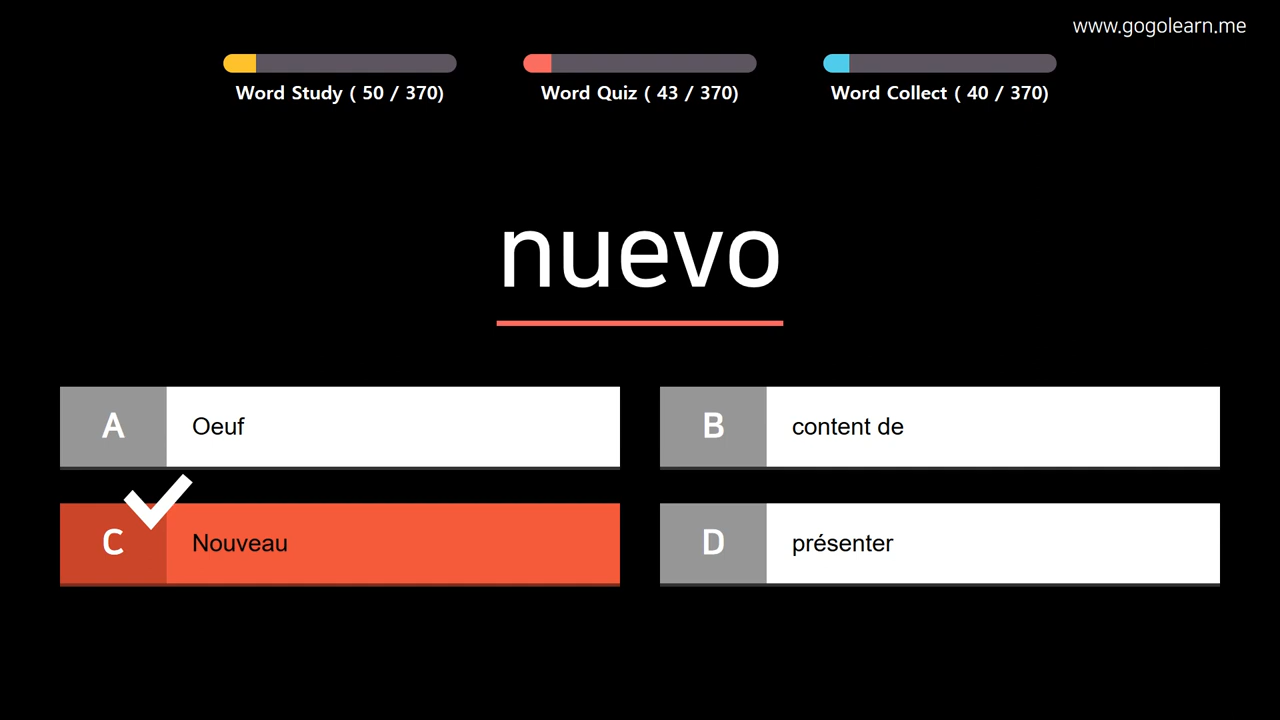 www.gogolearn.me
Word Study ( 50 / 370)
Word Quiz ( 43 / 370)
Word Collect ( 40 / 370)
nuevo
A Oeuf
B content de
C Nouveau
D présenter